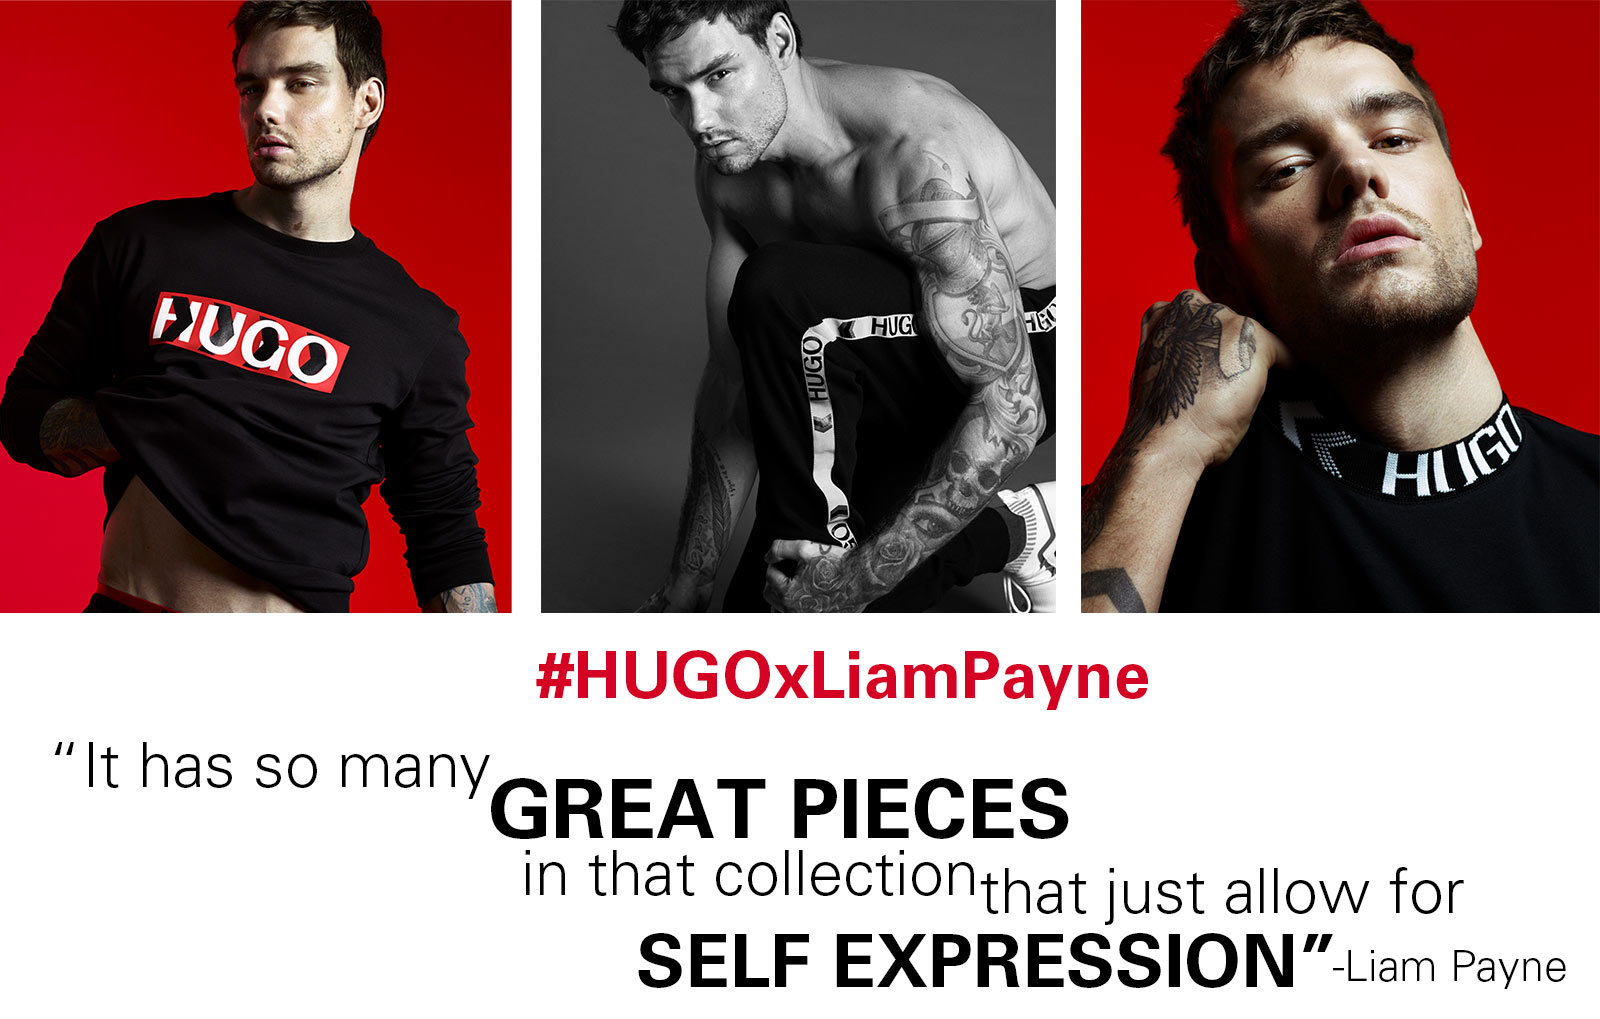 HUGO
HUGO
HUGO
HUGO
#HUGOxLiamPayne
“It has so many
GREAT PIECES
in that collection
that just allow for
SELF EXPRESSION”
-Liam Payne